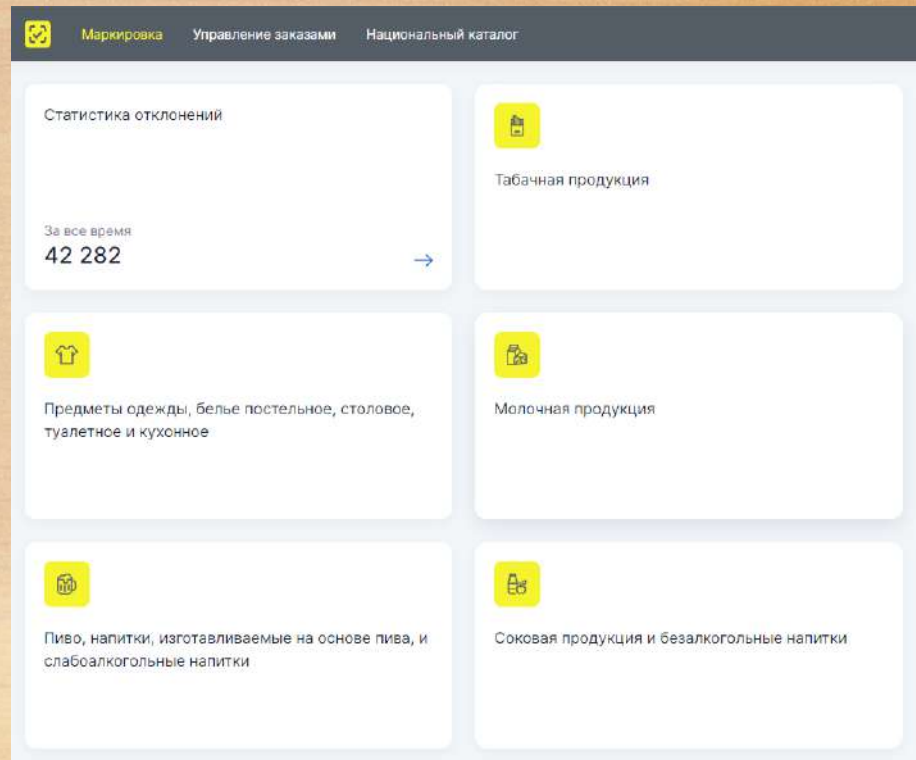 Маркировка Управление заказами Национальный каталог
Статистика отклонений
За все время
42 282
Табачная продукция
Предметы одежды, белье постельное, столовое,
туалетное и кухонное
Молочная продукция
Пиво, напитки, изготавливаемые на основе пива, и
слабоалкогольные напитки
Соковая продукция и безалкогольные напитки